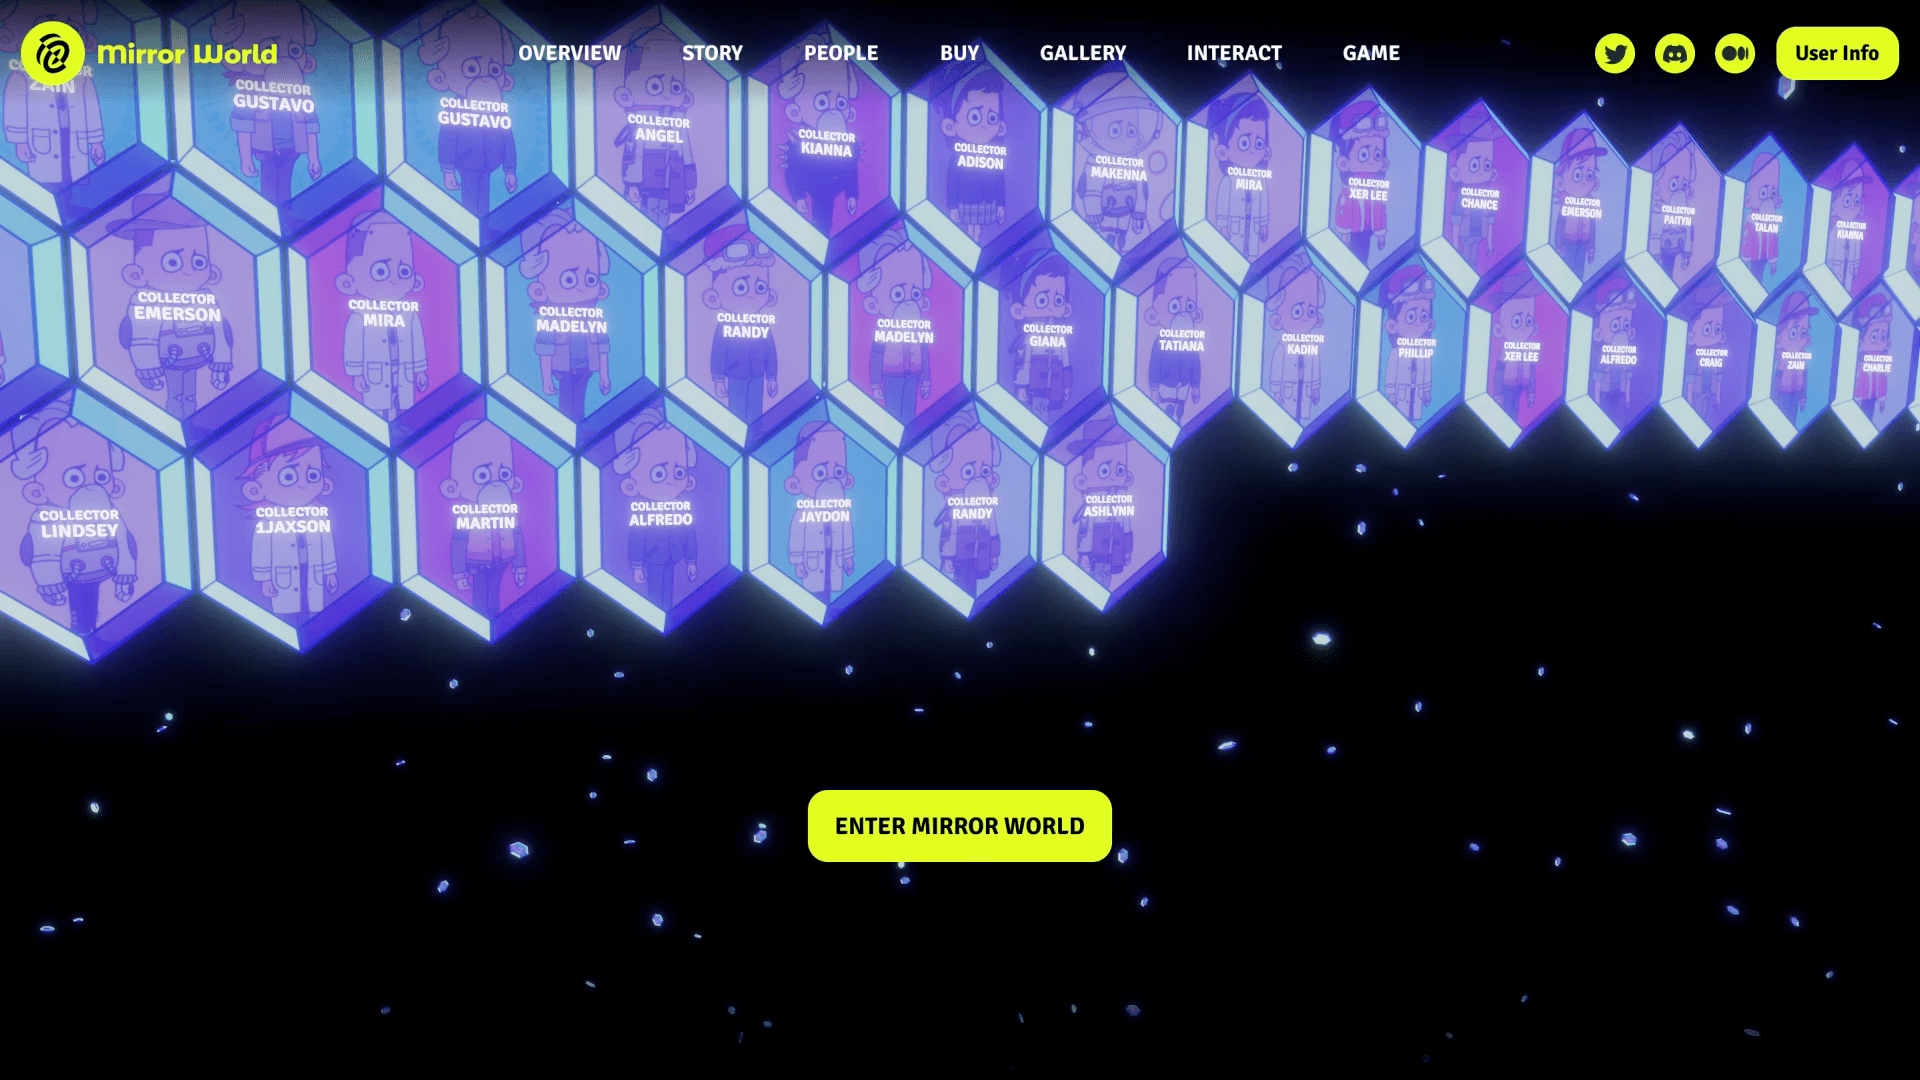 Mirror World
OVERVIEW
STORY
PEOPLE
BUY
GALLERY
INTERACT
GAME
User Info
ZAIN
COLLECTOR
GUSTAVO
COLLECTOR
GUSTAVO
COLLECTOR
ANGEL
COLLECTOR
KIANNA
COLLECTOR
ADISON
COLLECTOR
MAKENNA
COLLECTOR
MIRA
COLLECTOR
XER LEE
COLLECTOR
CHANCE
COLLECTOR
EMERSON
COLLECTOR
PAITYN
COLLECTOR
TALAN
COLLECTOR
KIANNA
COLLECTOR
EMERSON
COLLECTOR
MIRA
COLLECTOR
MADELYN
COLLECTOR
RANDY
COLLECTOR
MADELYN
COLLECTOR
GIANA
COLLECTOR
TATIANA
COLLECTOR
KADIN
COLLECTOR
PHILLIP
COLLECTOR
XER LEE
COLLECTOR
ALFREDO
COLLECTOR
CRAIG
COLLECTOR
ZAIN
COLLECTOR
CHARLIE
COLLECTOR
LINDSEY
COLLECTOR
1JAXSON
COLLECTOR
MARTIN
COLLECTOR
ALFREDO
COLLECTOR
JAYDON
COLLECTOR
RANDY
COLLECTOR
ASHLYNN
ENTER MIRROR WORLD